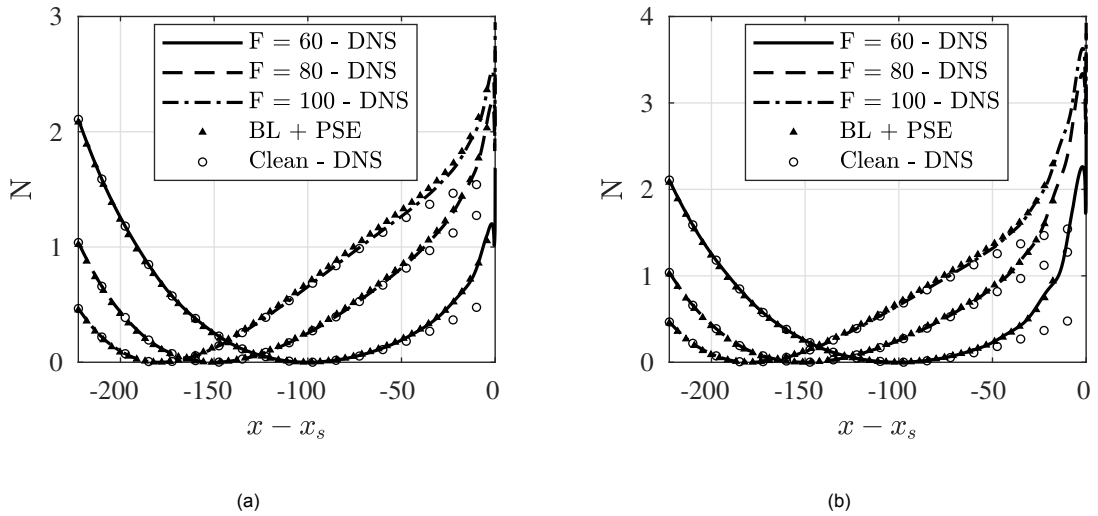 3
2
1
0
N
F = 60 - DNS
F = 80 - DNS
F = 100 - DNS
BL + PSE
Clean - DNS
-200 -150 -100 -50 0
x − x_s
(a)
4
3
2
1
0
N
F = 60 - DNS
F = 80 - DNS
F = 100 - DNS
BL + PSE
Clean - DNS
-200 -150 -100 -50 0
x − x_s
(b)